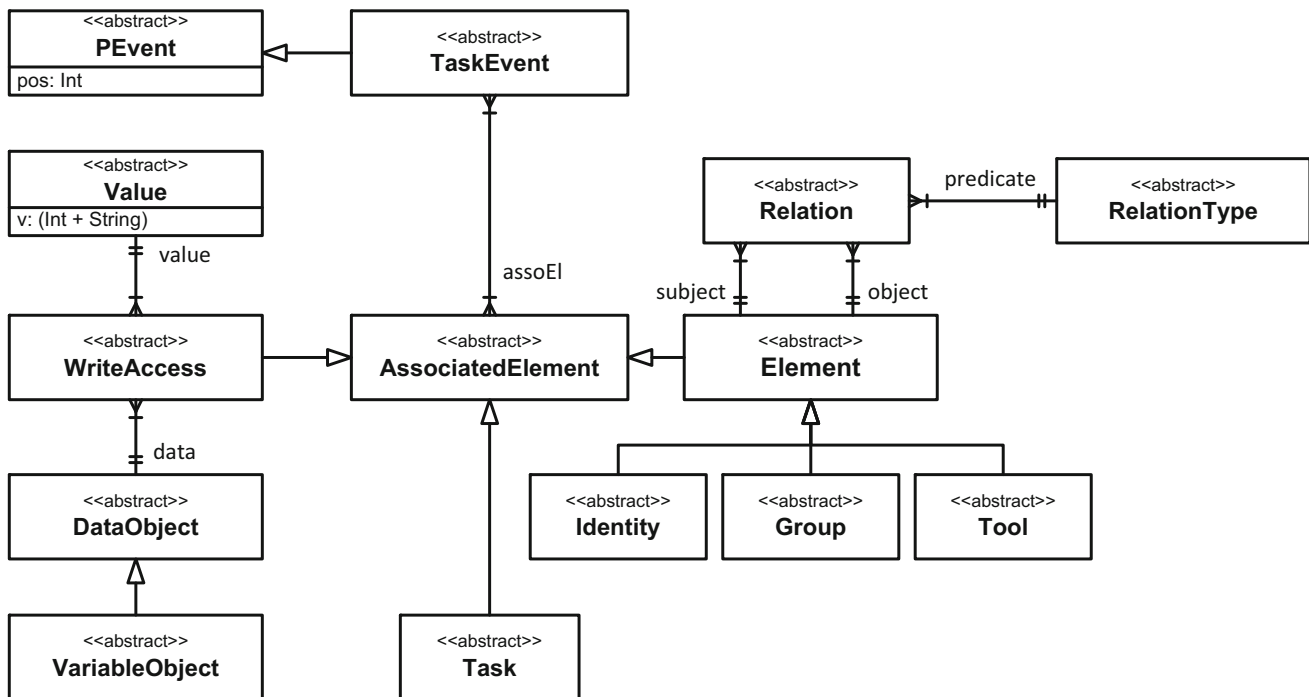 <<abstract>>
PEvent
pos: Int
<<abstract>>
TaskEvent
<<abstract>>
Value
v: (Int + String)
value
<<abstract>>
Relation
predicate
<<abstract>>
RelationType
assoEl
subject
object
<<abstract>>
WriteAccess
<<abstract>>
AssociatedElement
<<abstract>>
Element
data
<<abstract>>
DataObject
<<abstract>>
Identity
<<abstract>>
Group
<<abstract>>
Tool
<<abstract>>
VariableObject
<<abstract>>
Task